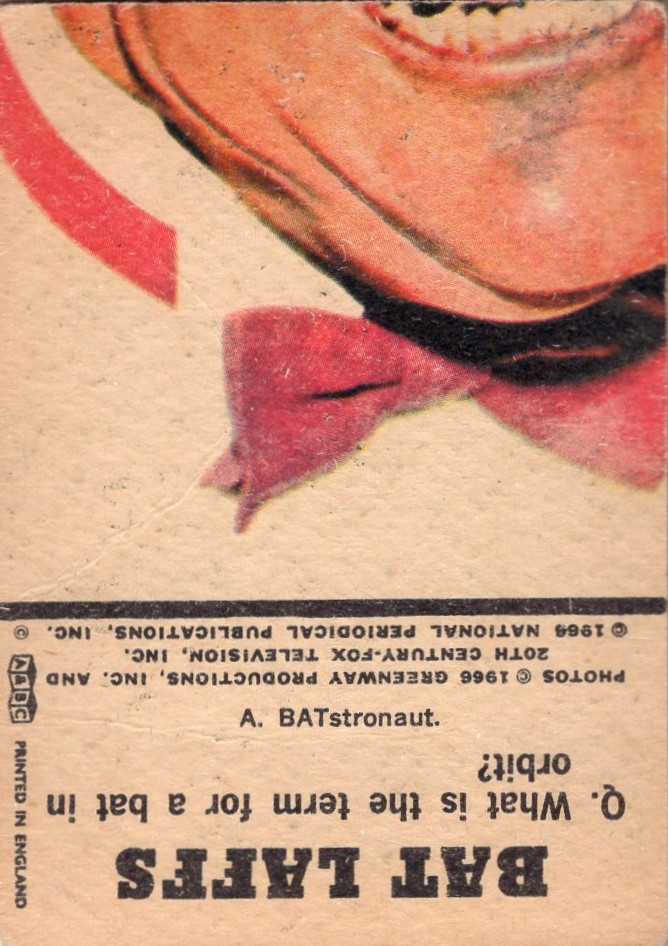 BAT LAFFS
Q. What is the term for a bat in
orbit?
A. BATstronaut.
PHOTOS © 1966 GREENWAY PRODUCTIONS, INC. AND
20TH CENTURY-FOX TELEVISION, INC.
© 1966 NATIONAL PERIODICAL PUBLICATIONS, INC.
© A&BC PRINTED IN ENGLAND